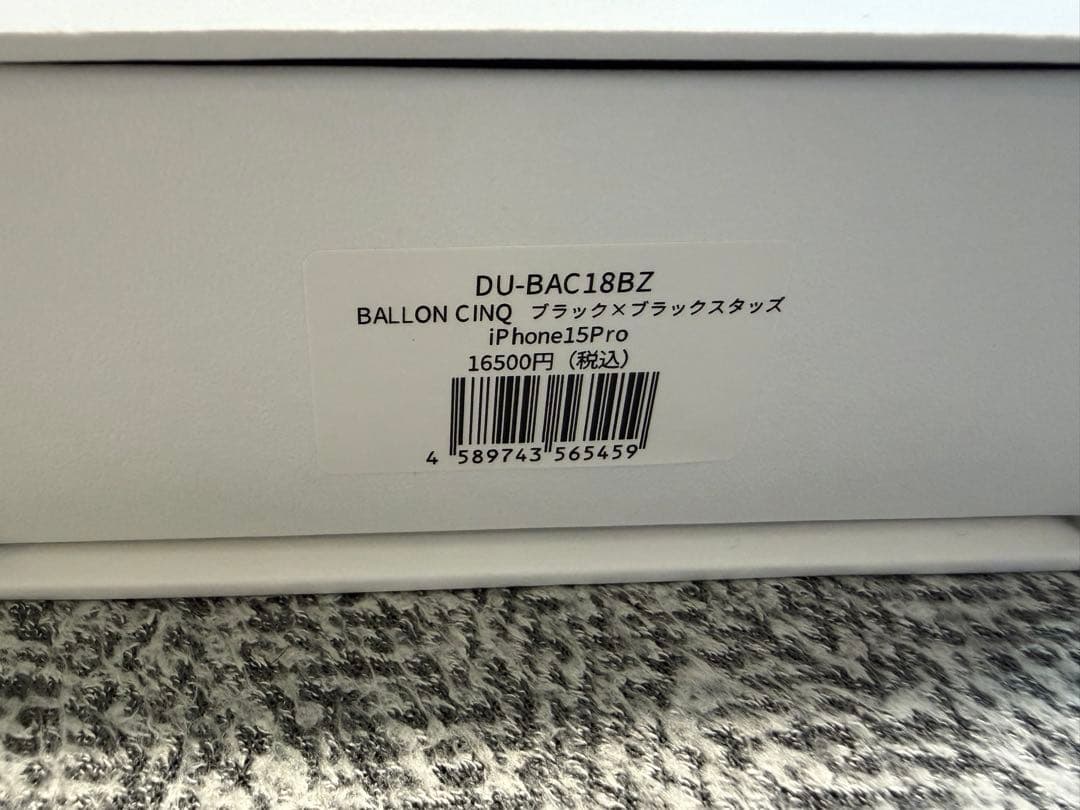 DU-BAC18BZ
BALLON CINQ ブラック×ブラックスタッズ
iPhone15Pro
16500円（税込）
4 589743 565459